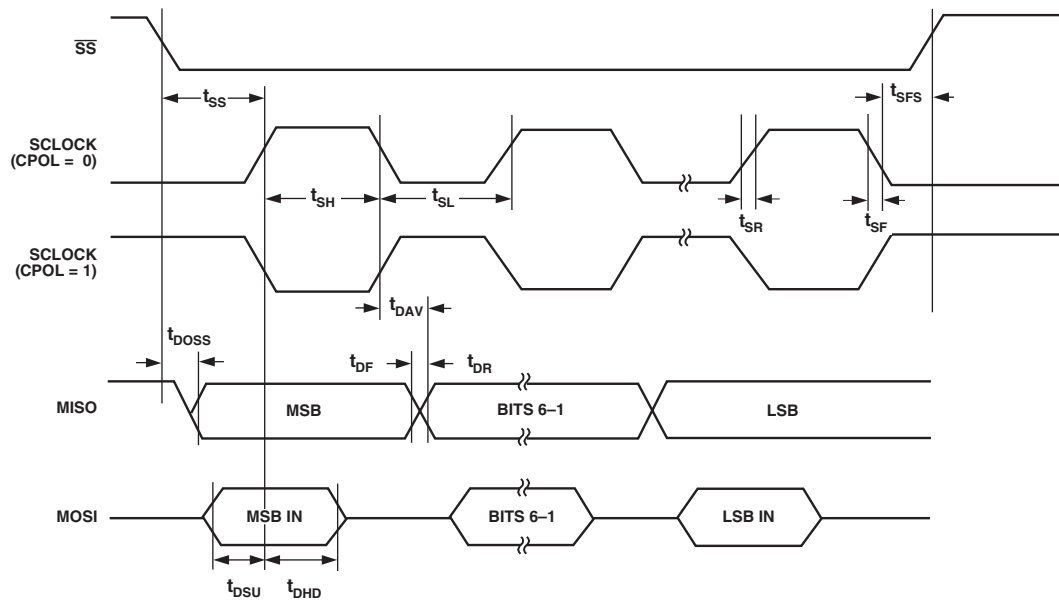 SS
tSS
tSFS
SCLOCK
(CPOL = 0)
tSH
tSL
tSR
tSF
SCLOCK
(CPOL = 1)
tDAV
tDOSS
tDF
tDR
MISO
MSB
BITS 6–1
LSB
MOSI
MSB IN
BITS 6–1
LSB IN
tDSU
tDHD